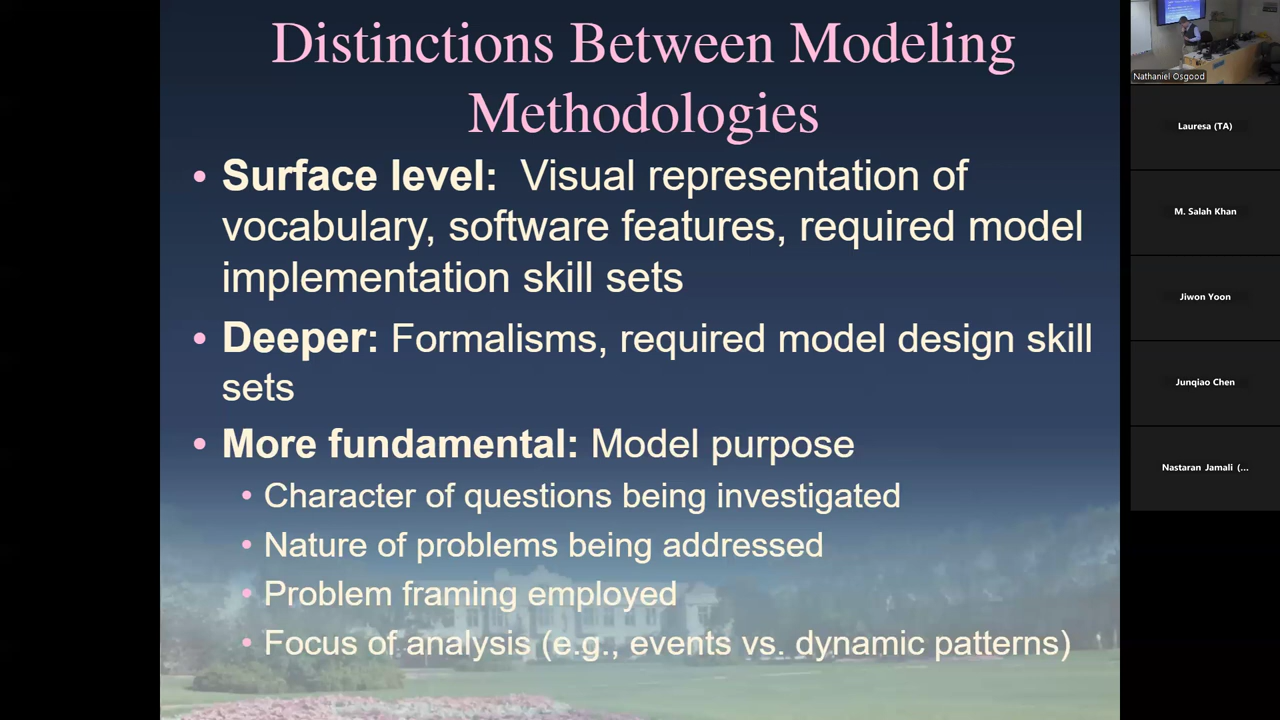 Distinctions Between Modeling
Methodologies
• Surface level: Visual representation of
vocabulary, software features, required model
implementation skill sets
• Deeper: Formalisms, required model design skill
sets
• More fundamental: Model purpose
• Character of questions being investigated
• Nature of problems being addressed
• Problem framing employed
• Focus of analysis (e.g., events vs. dynamic patterns)
Nathaniel Osgood
Lauresa (TA)
M. Salah Khan
Jiwon Yoon
Junqiao Chen
Nastaran Jamali (...